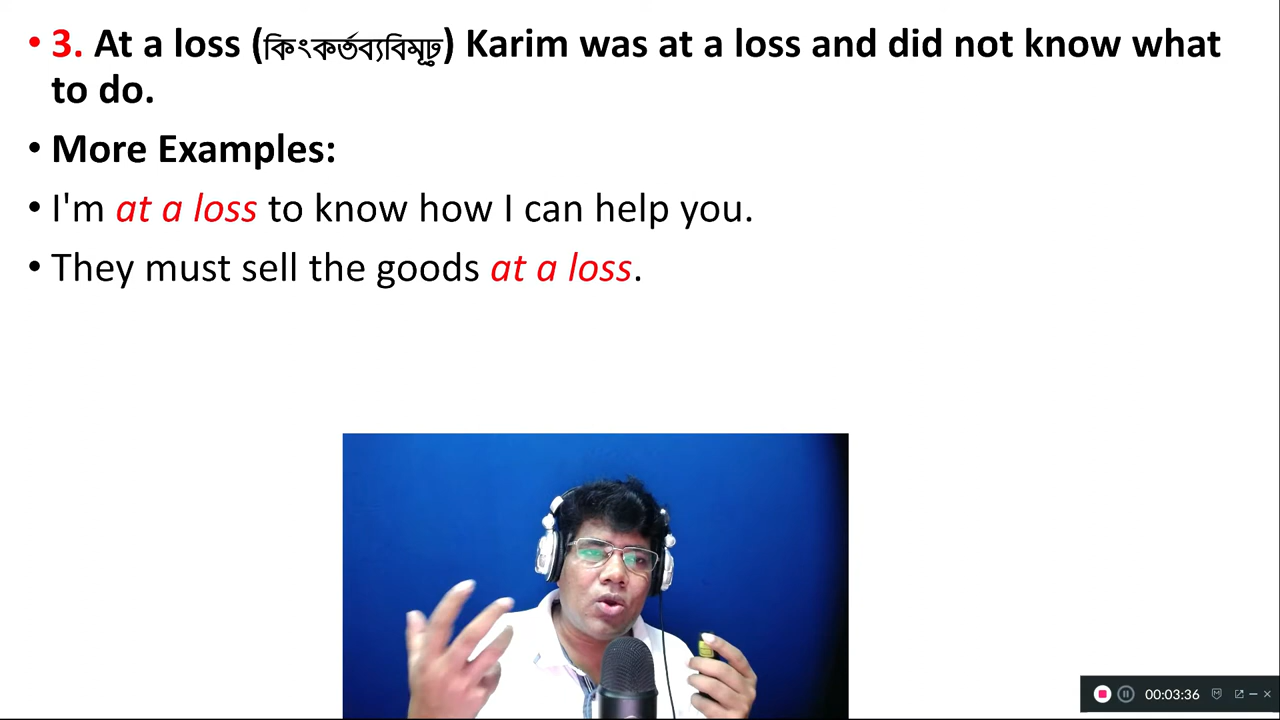 • 3. At a loss (কিংকর্তব্যবিমূঢ়) Karim was at a loss and did not know what
to do.
• More Examples:
• I'm at a loss to know how I can help you.
• They must sell the goods at a loss.
00:03:36